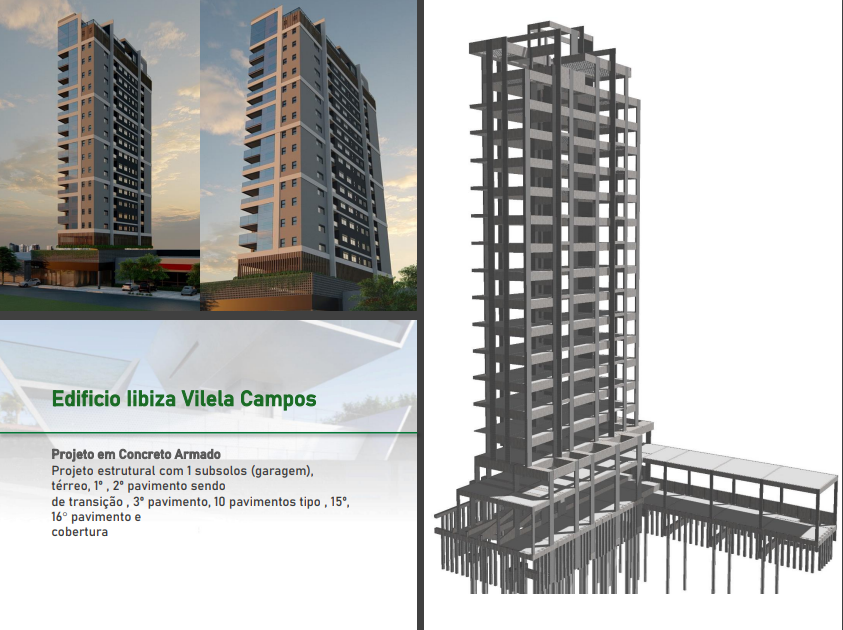 Edificio Iibiza Vilela Campos
Projeto em Concreto Armado
Projeto estrutural com 1 subsolos (garagem),
térreo, 1° , 2° pavimento sendo
de transição , 3° pavimento, 10 pavimentos tipo , 15°,
16° pavimento e
cobertura